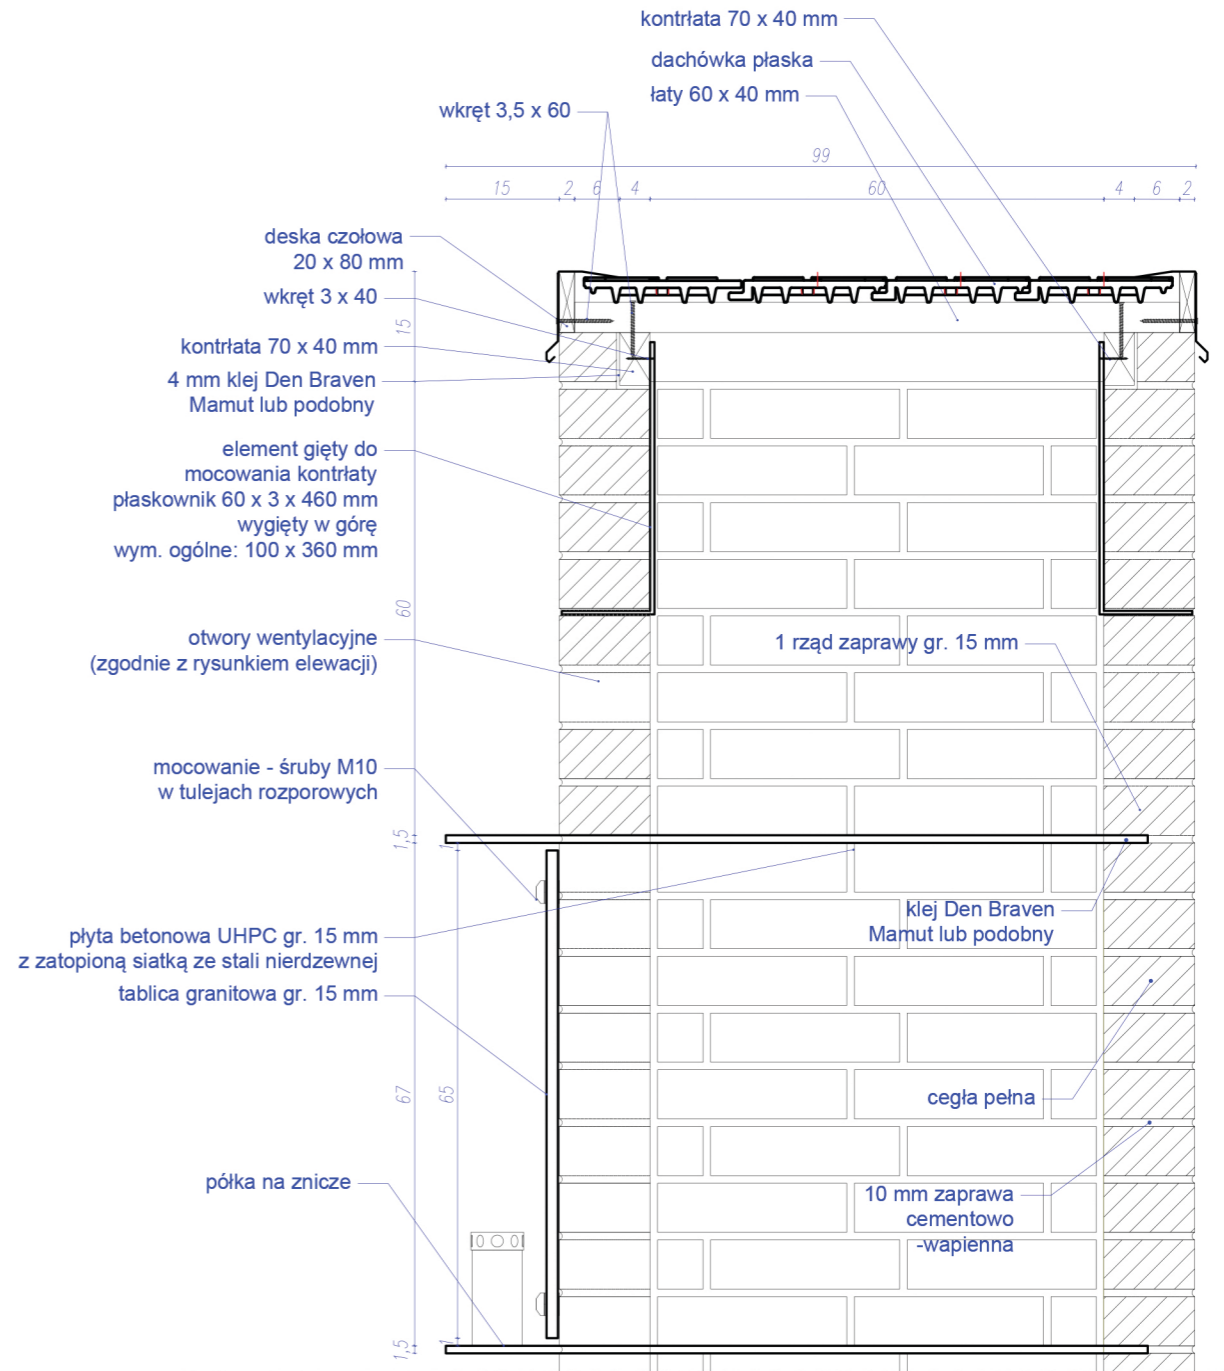 kontrłata 70 x 40 mm
dachówka płaska
łaty 60 x 40 mm
wkręt 3,5 x 60
99
15 2 6 4 60 4 6 2
deska czołowa
20 x 80 mm
wkręt 3 x 40
15
kontrłata 70 x 40 mm
4 mm klej Den Braven
Mamut lub podobny
element gięty do
mocowania kontrłaty
płaskownik 60 x 3 x 460 mm
wygięty w górę
wym. ogólne: 100 x 360 mm
60
otwory wentylacyjne
(zgodnie z rysunkiem elewacji)
1 rząd zaprawy gr. 15 mm
mocowanie - śruby M10
w tulejach rozporowych
1,5
1
klej Den Braven
Mamut lub podobny
płyta betonowa UHPC gr. 15 mm
z zatopioną siatką ze stali nierdzewnej
tablica granitowa gr. 15 mm
67
65
cegła pełna
półka na znicze
10 mm zaprawa
cementowo
-wapienna
1,5
1